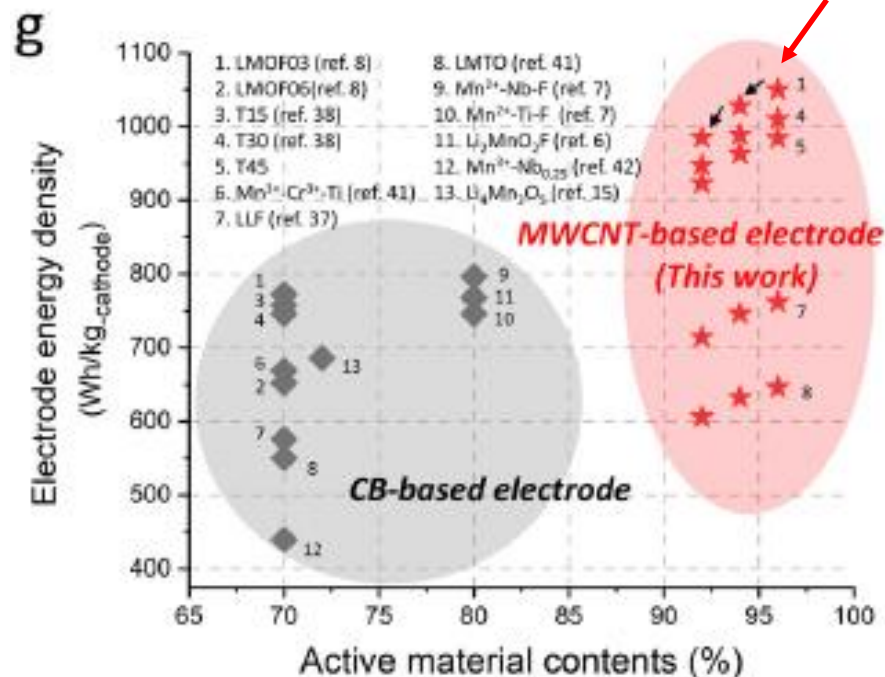 g
1. LMOF03 (ref. 8)
2. LMOF06(ref. 8)
3. T15 (ref. 38)
4. T30 (ref. 38)
5. T45
6. Mn³⁺-Cr³⁺-Ti (ref. 41)
7. LLF (ref. 37)
8. LMTO (ref. 41)
9. Mn²⁺-Nb-F (ref. 7)
10. Mn²⁺-Ti-F (ref. 7)
11. Li₂MnO₂F (ref. 6)
12. Mn³⁺-Nb₀.₂₅ (ref. 42)
13. Li₄Mn₂O₅ (ref. 15)
1100
1000
900
800
700
600
500
400
Electrode energy density
(Wh/kg-cathode)
1
4
5
MWCNT-based electrode
(This work)
7
8
1
3
4
6
2
7
8
12
13
9
11
10
CB-based electrode
65
70
75
80
85
90
95
100
Active material contents (%)